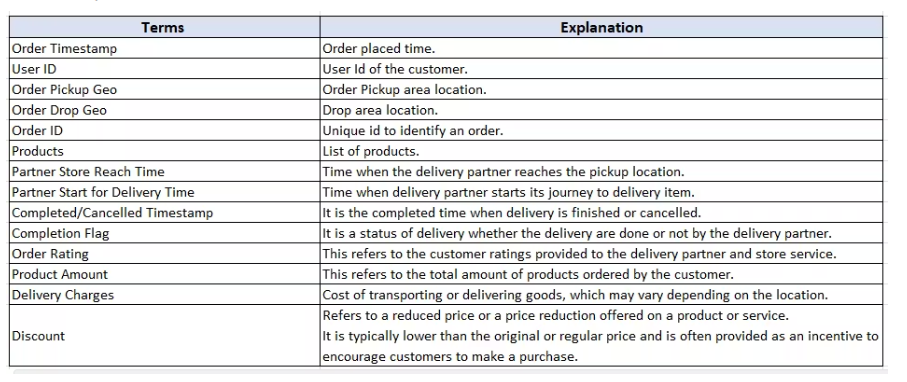 Terms Explanation
Order Timestamp Order placed time.
User ID User Id of the customer.
Order Pickup Geo Order Pickup area location.
Order Drop Geo Drop area location.
Order ID Unique id to identify an order.
Products List of products.
Partner Store Reach Time Time when the delivery partner reaches the pickup location.
Partner Start for Delivery Time Time when delivery partner starts its journey to delivery item.
Completed/Cancelled Timestamp It is the completed time when delivery is finished or cancelled.
Completion Flag It is a status of delivery whether the delivery are done or not by the delivery partner.
Order Rating This refers to the customer ratings provided to the delivery partner and store service.
Product Amount This refers to the total amount of products ordered by the customer.
Delivery Charges Cost of transporting or delivering goods, which may vary depending on the location.
Refers to a reduced price or a price reduction offered on a product or service.
Discount It is typically lower than the original or regular price and is often provided as an incentive to
encourage customers to make a purchase.